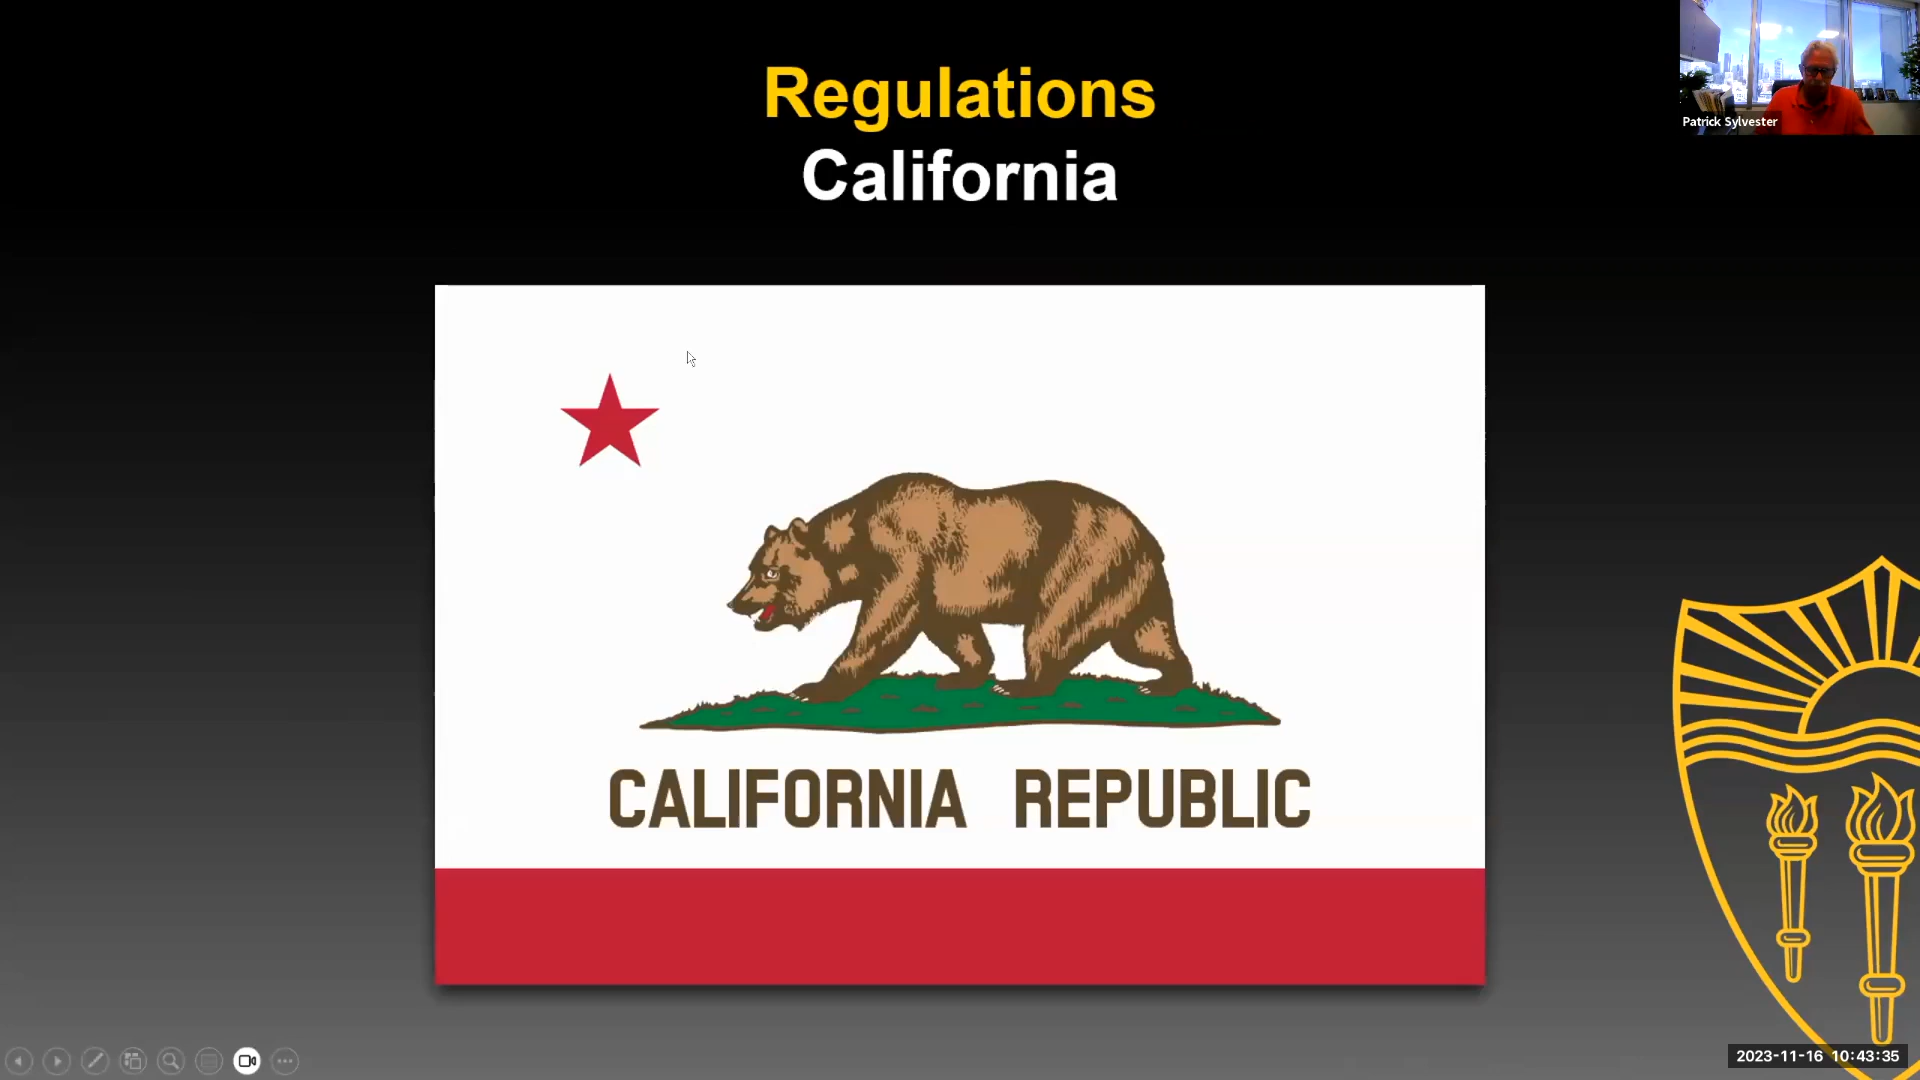 Regulations
California
Patrick Sylvester
CALIFORNIA REPUBLIC
2023-11-16 10:43:35